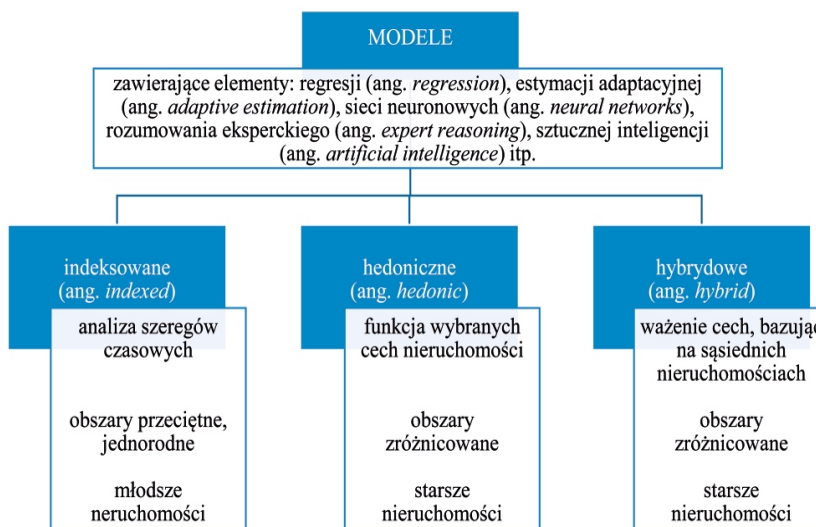 MODELE
zawierające elementy: regresji (ang. regression), estymacji adaptacyjnej
(ang. adaptive estimation), sieci neuronowych (ang. neural networks),
rozumowania eksperckiego (ang. expert reasoning), sztucznej inteligencji
(ang. artificial intelligence) itp.
indeksowane
(ang. indexed)
analiza szeregów
czasowych
obszary przeciętne,
jednorodne
młodsze
neruchomości
hedoniczne
(ang. hedonic)
funkcja wybranych
cech nieruchomości
obszary
zróżnicowane
starsze
nieruchomości
hybrydowe
(ang. hybrid)
ważenie cech, bazując
na sąsiednich
nieruchomościach
obszary
zróżnicowane
starsze
nieruchomości